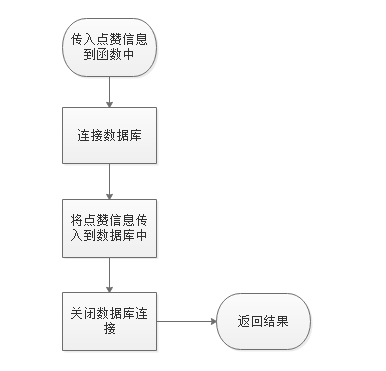 传入点赞信息
到函数中
连接数据库
将点赞信息传
入到数据库中
关闭数据库连
接
返回结果